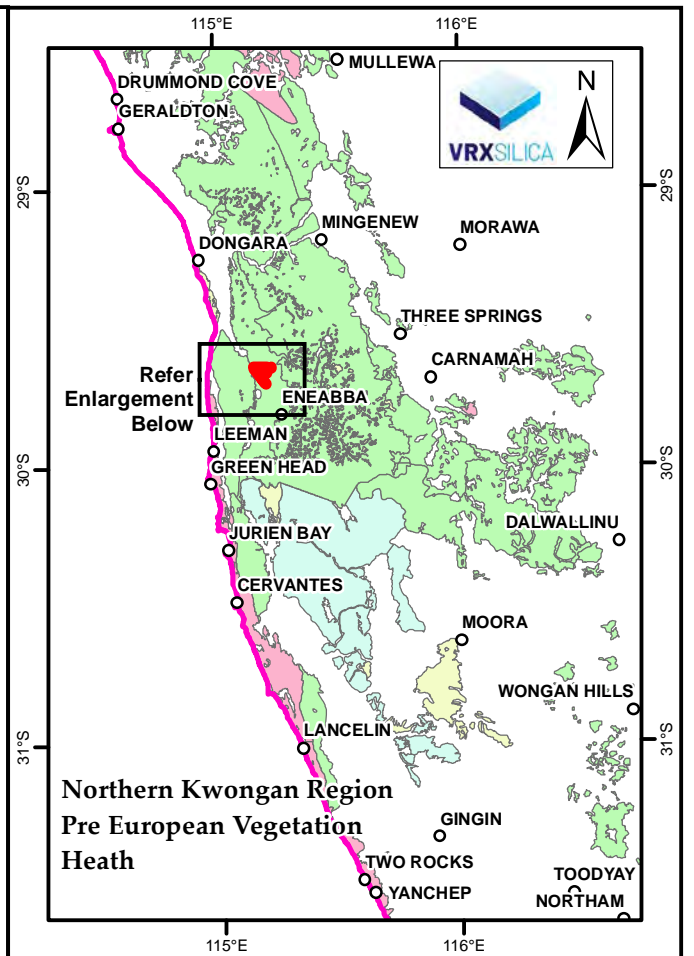 115°E
116°E
MULLEWA
DRUMMOND COVE
GERALDTON
VRXSILICA
N
29°S
29°S
MINGENEW
MORAWA
DONGARA
THREE SPRINGS
CARNAMAH
Refer
Enlargement
Below
ENEABBA
LEEMAN
30°S
30°S
GREEN HEAD
DALWALLINU
JURIEN BAY
CERVANTES
MOORA
WONGAN HILLS
31°S
31°S
LANCELIN
Northern Kwongan Region
Pre European Vegetation
Heath
GINGIN
TWO ROCKS
YANCHEP
TOODYAY
NORTHAM
115°E
116°E